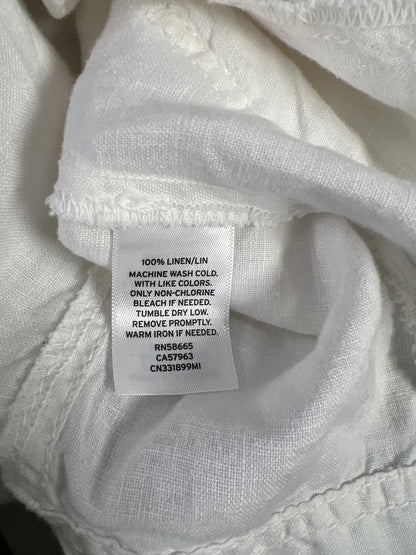 100% LINEN/LIN
MACHINE WASH COLD.
WITH LIKE COLORS.
ONLY NON-CHLORINE
BLEACH IF NEEDED.
TUMBLE DRY LOW.
REMOVE PROMPTLY.
WARM IRON IF NEEDED.
RN58665
CA57963
CN331899MI